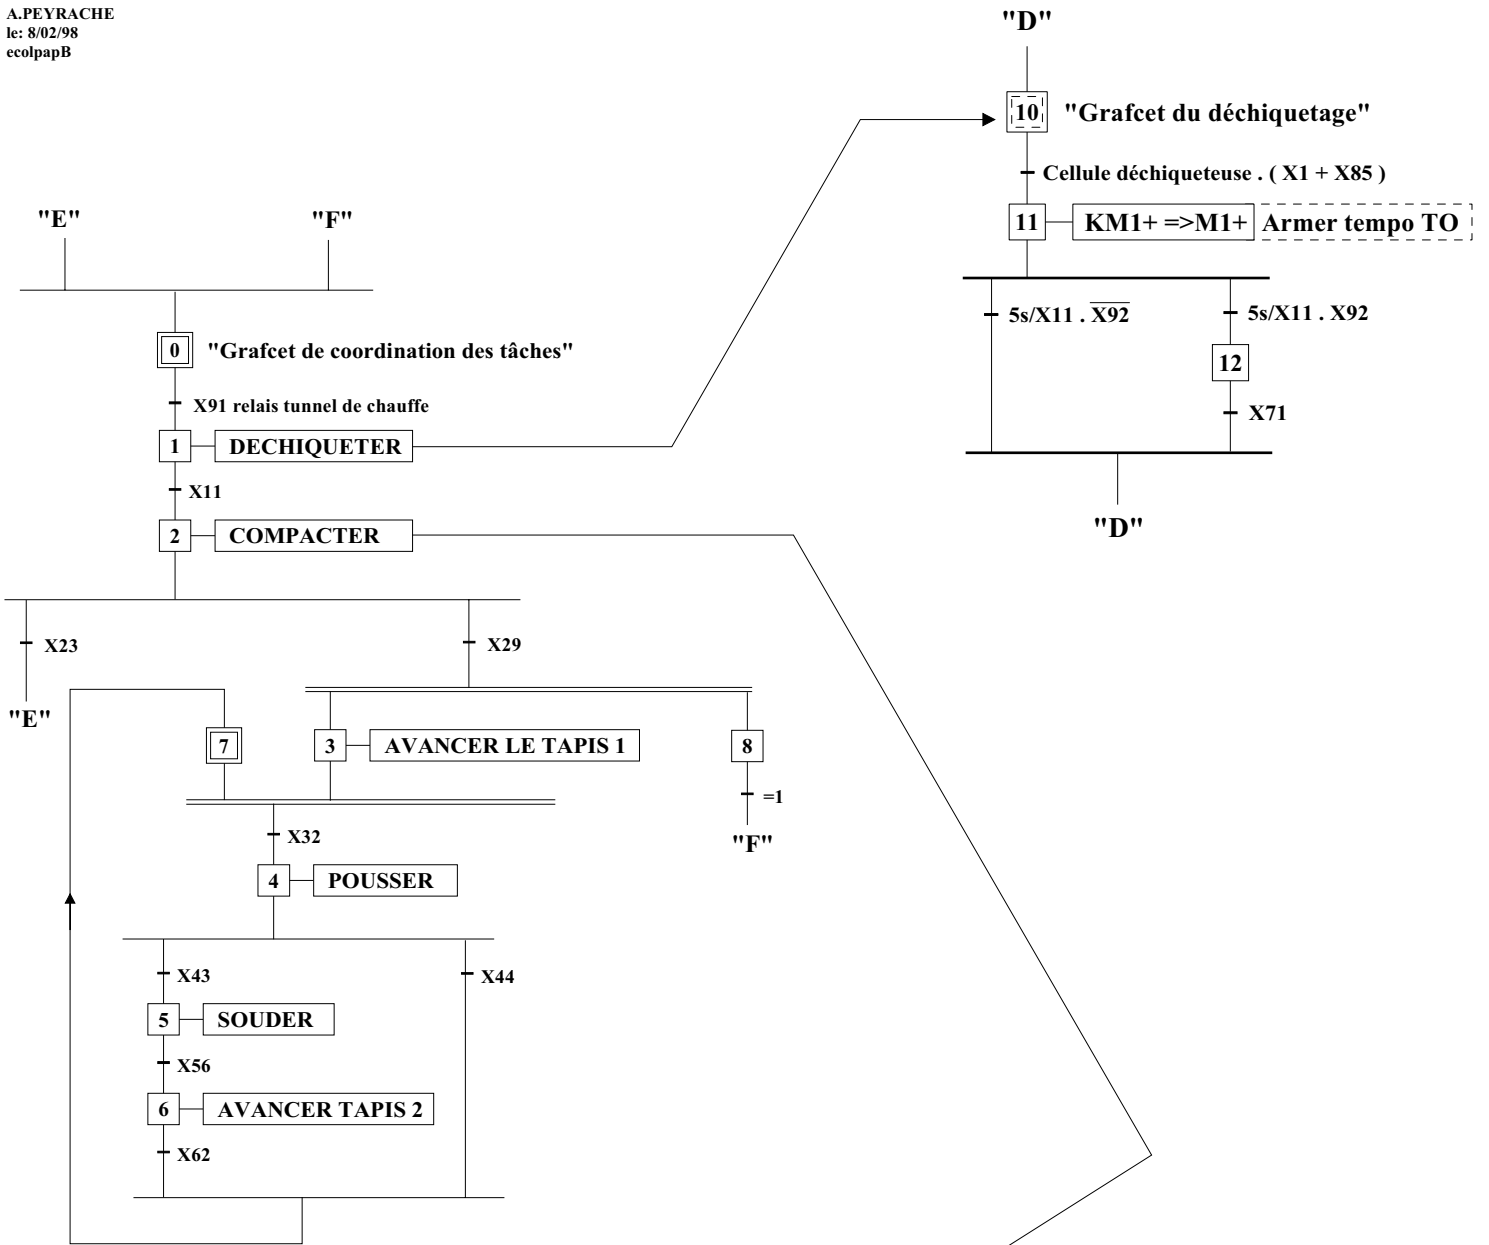 A.PEYRACHE
le: 8/02/98
ecolpapB
"D"
10 "Grafcet du déchiquetage"
Cellule déchiqueteuse . ( X1 + X85 )
11 KM1+ =>M1+ Armer tempo TO
5s/X11 . X̅9̅2̅
5s/X11 . X92
12
X71
"D"
"E" "F"
0 "Grafcet de coordination des tâches"
X91 relais tunnel de chauffe
1 DECHIQUETER
X11
2 COMPACTER
X23 X29
"E"
7 3 AVANCER LE TAPIS 1 8
=1
"F"
X32
4 POUSSER
X43 X44
5 SOUDER
X56
6 AVANCER TAPIS 2
X62